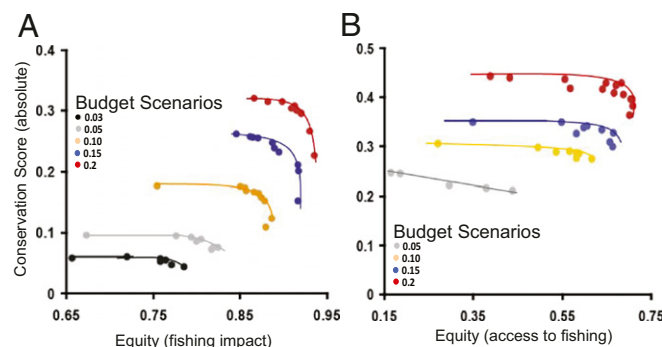 A
Conservation Score (absolute)
0.4
0.3
0.2
0.1
0
Budget Scenarios
0.03
0.05
0.10
0.15
0.2
0.65 0.75 0.85 0.95
Equity (fishing impact)
B
0.5
0.4
0.3
0.2
0.1
0
Budget Scenarios
0.05
0.10
0.15
0.2
0.15 0.35 0.55 0.75
Equity (access to fishing)